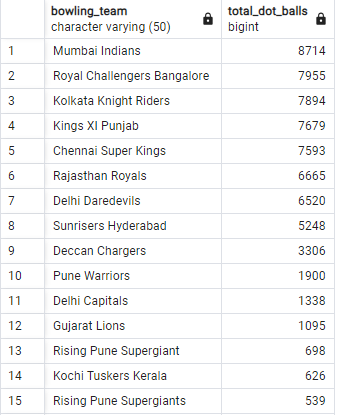 bowling_team total_dot_balls
character varying (50) bigint
1 Mumbai Indians 8714
2 Royal Challengers Bangalore 7955
3 Kolkata Knight Riders 7894
4 Kings XI Punjab 7679
5 Chennai Super Kings 7593
6 Rajasthan Royals 6665
7 Delhi Daredevils 6520
8 Sunrisers Hyderabad 5248
9 Deccan Chargers 3306
10 Pune Warriors 1900
11 Delhi Capitals 1338
12 Gujarat Lions 1095
13 Rising Pune Supergiant 698
14 Kochi Tuskers Kerala 626
15 Rising Pune Supergiants 539